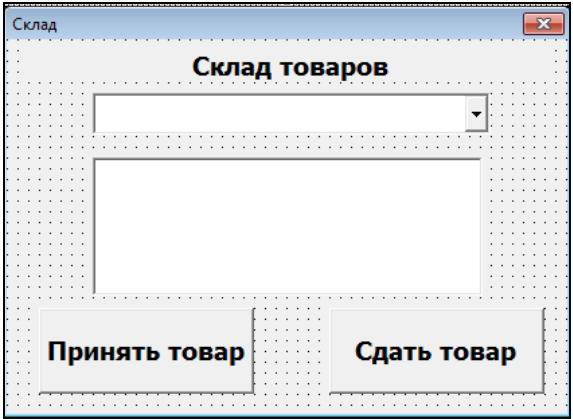 Склад
Склад товаров
Принять товар
Сдать товар